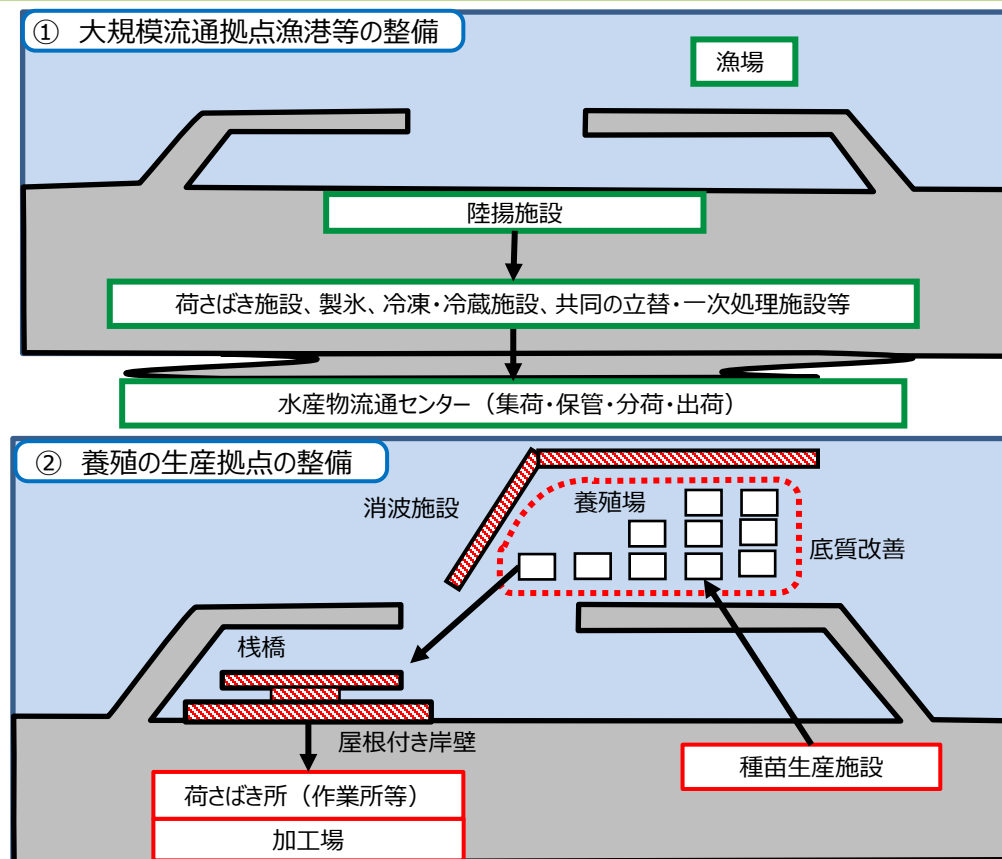 ① 大規模流通拠点漁港等の整備
漁場
陸揚施設
荷さばき施設、製氷、冷凍・冷蔵施設、共同の立替・一次処理施設等
水産物流通センター（集荷・保管・分荷・出荷）
② 養殖の生産拠点の整備
消波施設
養殖場
底質改善
桟橋
屋根付き岸壁
種苗生産施設
荷さばき所（作業所等）
加工場